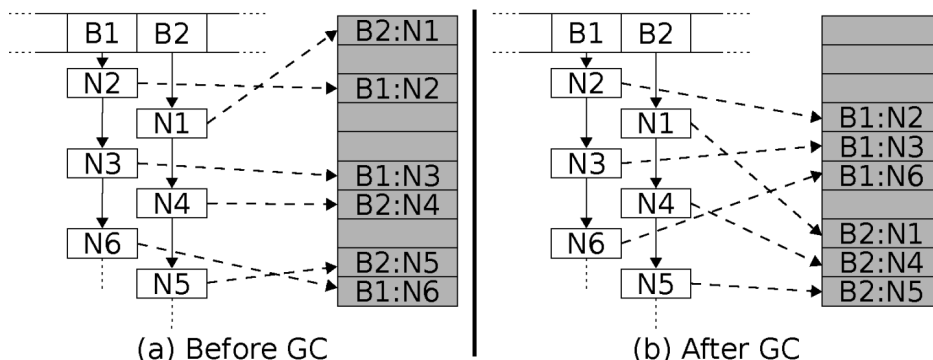 B1 B2
N2
N1
N3
N4
N6
N5
B2:N1
B1:N2
B1:N3
B2:N4
B2:N5
B1:N6
(a) Before GC
B1 B2
N2
N1
N3
N4
N6
N5
B1:N2
B1:N3
B1:N6
B2:N1
B2:N4
B2:N5
(b) After GC